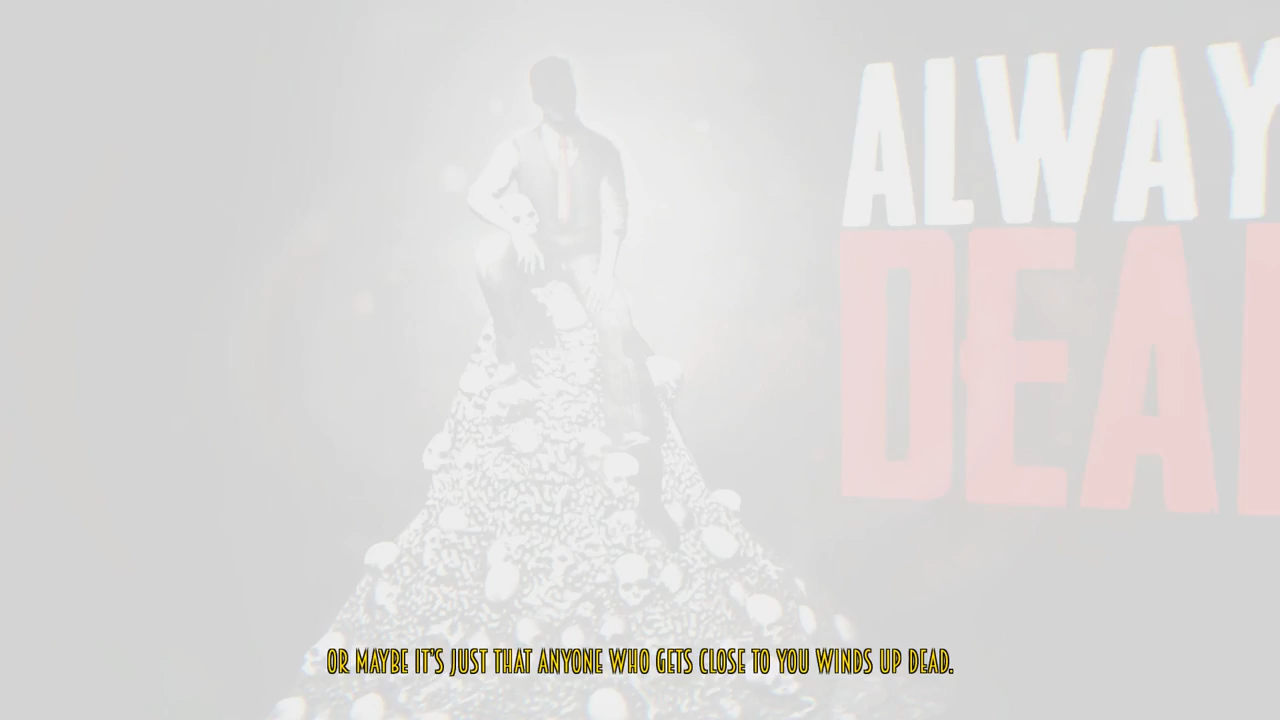 ALWAY
DEA
OR MAYBE IT'S JUST THAT ANYONE WHO GETS CLOSE TO YOU WINDS UP DEAD.